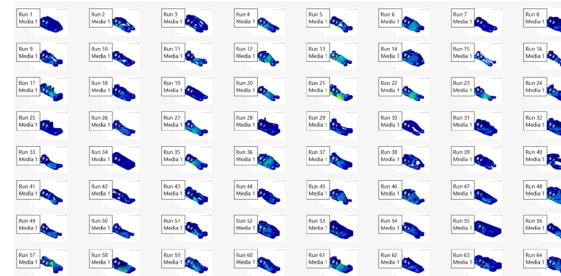 Run 1
Media 1
Run 2
Media 1
Run 3
Media 1
Run 4
Media 1
Run 5
Media 1
Run 6
Media 1
Run 7
Media 1
Run 8
Media 1
Run 9
Media 1
Run 10
Media 1
Run 11
Media 1
Run 12
Media 1
Run 13
Media 1
Run 14
Media 1
Run 15
Media 1
Run 16
Media 1
Run 17
Media 1
Run 18
Media 1
Run 19
Media 1
Run 20
Media 1
Run 21
Media 1
Run 22
Media 1
Run 23
Media 1
Run 24
Media 1
Run 25
Media 1
Run 26
Media 1
Run 27
Media 1
Run 28
Media 1
Run 29
Media 1
Run 30
Media 1
Run 31
Media 1
Run 32
Media 1
Run 33
Media 1
Run 34
Media 1
Run 35
Media 1
Run 36
Media 1
Run 37
Media 1
Run 38
Media 1
Run 39
Media 1
Run 40
Media 1
Run 41
Media 1
Run 42
Media 1
Run 43
Media 1
Run 44
Media 1
Run 45
Media 1
Run 46
Media 1
Run 47
Media 1
Run 48
Media 1
Run 49
Media 1
Run 50
Media 1
Run 51
Media 1
Run 52
Media 1
Run 53
Media 1
Run 54
Media 1
Run 55
Media 1
Run 56
Media 1
Run 57
Media 1
Run 58
Media 1
Run 59
Media 1
Run 60
Media 1
Run 61
Media 1
Run 62
Media 1
Run 63
Media 1
Run 64
Media 1